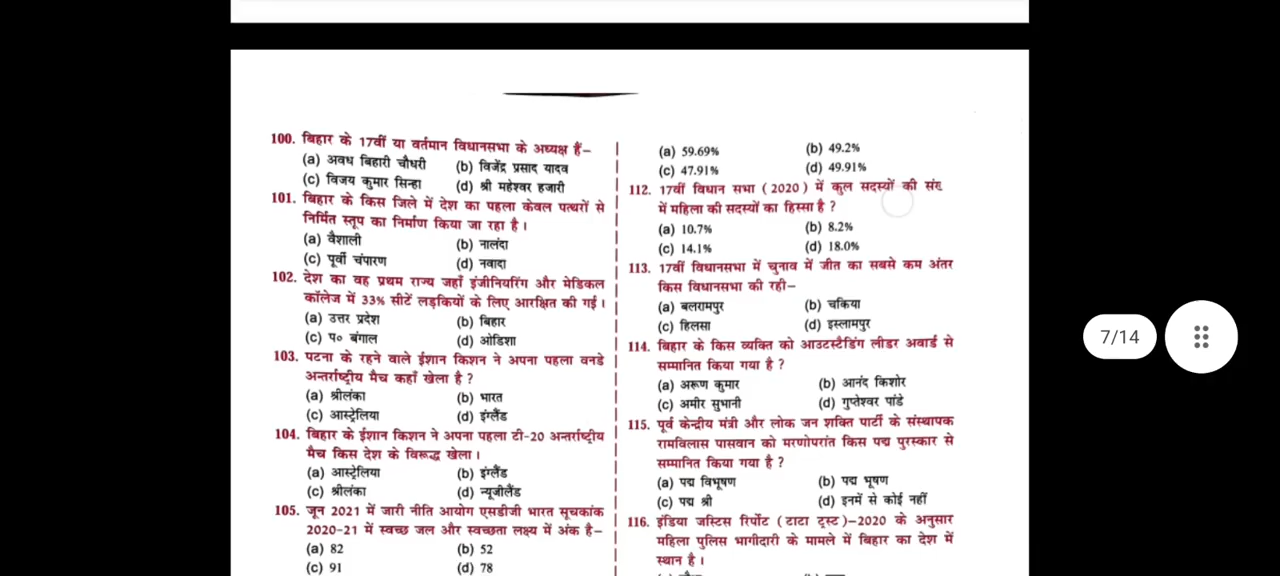 100. बिहार के 17वीं या वर्तमान विधानसभा के अध्यक्ष हैं-
(a) अवध बिहारी चौधरी (b) विजेंद्र प्रसाद यादव
(c) विजय कुमार सिन्हा (d) श्री महेश्वर हजारी
101. बिहार के किस जिले में देश का पहला केवल पत्थरों से
निर्मित स्तूप का निर्माण किया जा रहा है।
(a) वैशाली (b) नालंदा
(c) पूर्वी चंपारण (d) नवादा
102. देश का वह प्रथम राज्य जहाँ इंजीनियरिंग और मेडिकल
कॉलेज में 33% सीटें लड़कियों के लिए आरक्षित की गई।
(a) उत्तर प्रदेश (b) बिहार
(c) प० बंगाल (d) ओडिशा
103. पटना के रहने वाले ईशान किशन ने अपना पहला वनडे
अन्तर्राष्ट्रीय मैच कहाँ खेला है ?
(a) श्रीलंका (b) भारत
(c) आस्ट्रेलिया (d) इंग्लैंड
104. बिहार के ईशान किशन ने अपना पहला टी-20 अन्तर्राष्ट्रीय
मैच किस देश के विरूद्ध खेला।
(a) आस्ट्रेलिया (b) इंग्लैंड
(c) श्रीलंका (d) न्यूजीलैंड
105. जून 2021 में जारी नीति आयोग एसडीजी भारत सूचकांक
2020-21 में स्वच्छ जल और स्वच्छता लक्ष्य में अंक है-
(a) 82 (b) 52
(c) 91 (d) 78
(a) 59.69% (b) 49.2%
(c) 47.91% (d) 49.91%
112. 17वीं विधान सभा (2020) में कुल सदस्यों की
में महिला की सदस्यों का हिस्सा है ?
(a) 10.7% (b) 8.2%
(c) 14.1% (d) 18.0%
113. 17वीं विधानसभा में चुनाव में जीत का सबसे कम अंतर
किस विधानसभा की रही-
(a) बलरामपुर (b) चकिया
(c) हिलसा (d) इस्लामपुर
114. बिहार के किस व्यक्ति को आउटस्टैडिंग लीडर अवार्ड से
सम्मानित किया गया है ?
(a) अरूण कुमार (b) आनंद किशोर
(c) अमीर सुभानी (d) गुप्तेश्वर पांडे
115. पूर्व केन्द्रीय मंत्री और लोक जन शक्ति पार्टी के संस्थापक
रामविलास पासवान को मरणोपरांत किस पद्म पुरस्कार से
सम्मानित किया गया है ?
(a) पद्म विभूषण (b) पद्म भूषण
(c) पद्म श्री (d) इनमें से कोई नहीं
116. इंडिया जस्टिस रिर्पोट (टाटा ट्रस्ट)-2020 के अनुसार
महिला पुलिस भागीदारी के मामले में बिहार का देश में
स्थान है।
7/14